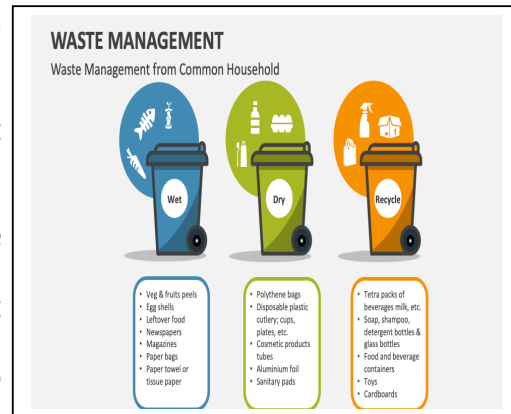 WASTE MANAGEMENT
Waste Management from Common Household
Wet
Dry
Recycle
• Veg & fruits peels
• Egg shells
• Leftover food
• Newspapers
• Magazines
• Paper bags
• Paper towel or
tissue paper
• Polythene bags
• Disposable plastic
cutlery; cups,
plates, etc.
• Cosmetic products
tubes
• Aluminium foil
• Sanitary pads
• Tetra packs of
beverages milk, etc.
• Soap, shampoo,
detergent bottles &
glass bottles
• Food and beverage
containers
• Toys
• Cardboards